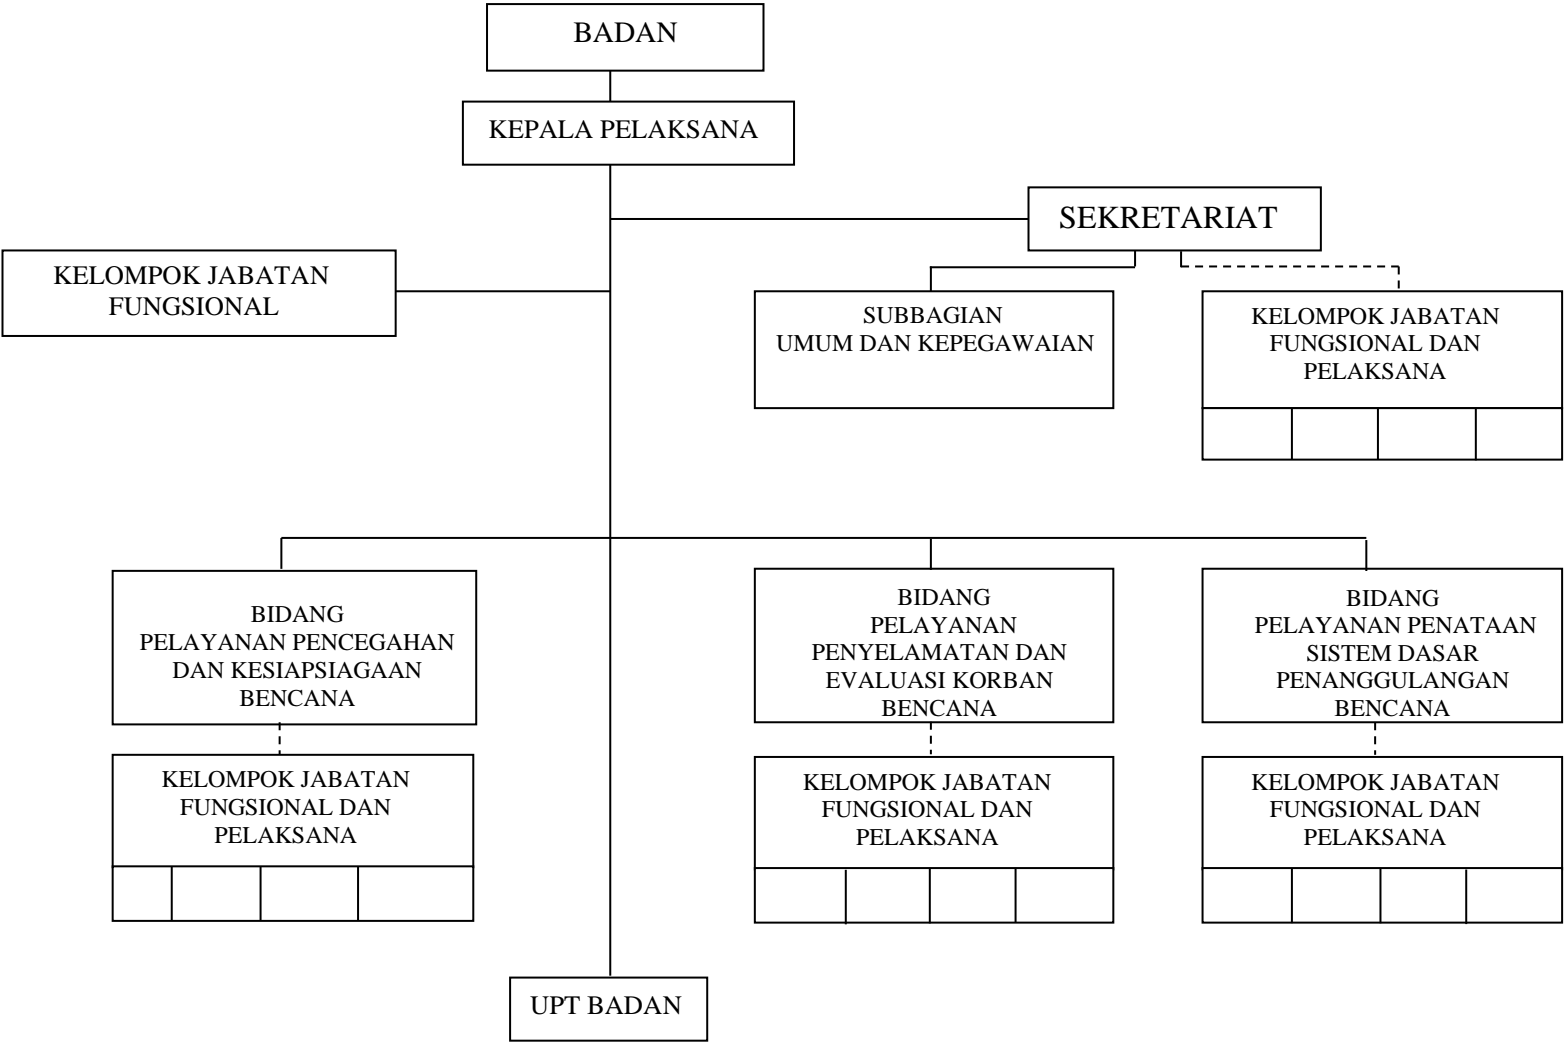 BADAN
KEPALA PELAKSANA
SEKRETARIAT
KELOMPOK JABATAN
FUNGSIONAL
SUBBAGIAN
UMUM DAN KEPEGAWAIAN
KELOMPOK JABATAN
FUNGSIONAL DAN
PELAKSANA
BIDANG
PELAYANAN PENCEGAHAN
DAN KESIAPSIAGAAN
BENCANA
BIDANG
PELAYANAN
PENYELAMATAN DAN
EVALUASI KORBAN
BENCANA
BIDANG
PELAYANAN PENATAAN
SISTEM DASAR
PENANGGULANGAN
BENCANA
KELOMPOK JABATAN
FUNGSIONAL DAN
PELAKSANA
KELOMPOK JABATAN
FUNGSIONAL DAN
PELAKSANA
KELOMPOK JABATAN
FUNGSIONAL DAN
PELAKSANA
UPT BADAN